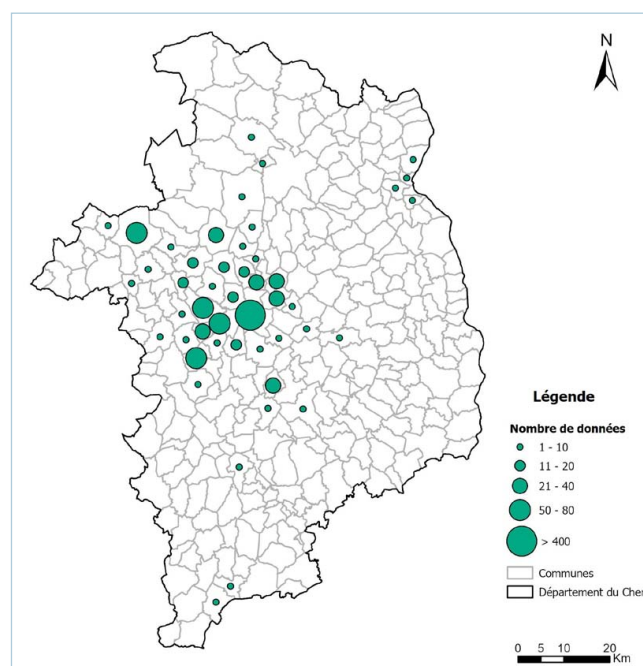 N
Légende
Nombre de données
1 - 10
11 - 20
21 - 40
50 - 80
> 400
Communes
Département du Cher
0 5 10 20
Km